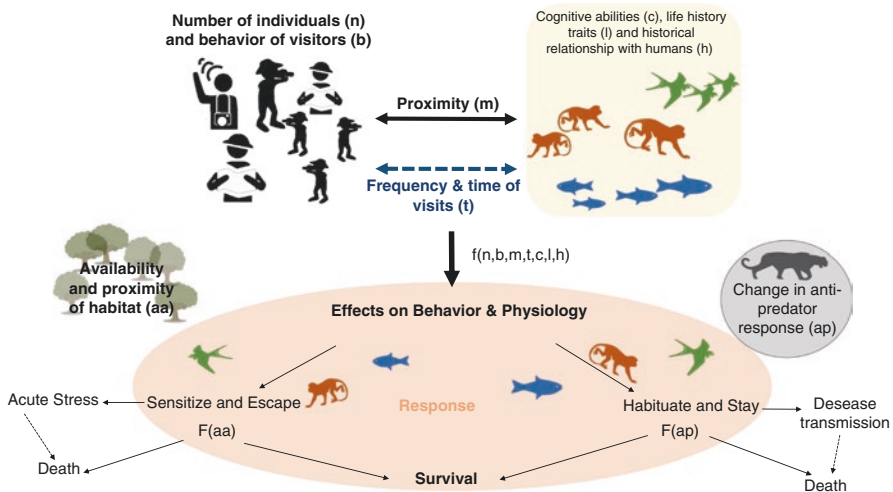 Number of individuals (n)
and behavior of visitors (b)
Cognitive abilities (c), life history
traits (l) and historical
relationship with humans (h)
Proximity (m)
Frequency & time of
visits (t)
f(n,b,m,t,c,l,h)
Availability
and proximity
of habitat (aa)
Change in anti-
predator
response (ap)
Effects on Behavior & Physiology
Acute Stress
Sensitize and Escape
Response
Habituate and Stay
Desease
transmission
F(aa)
F(ap)
Death
Survival
Death